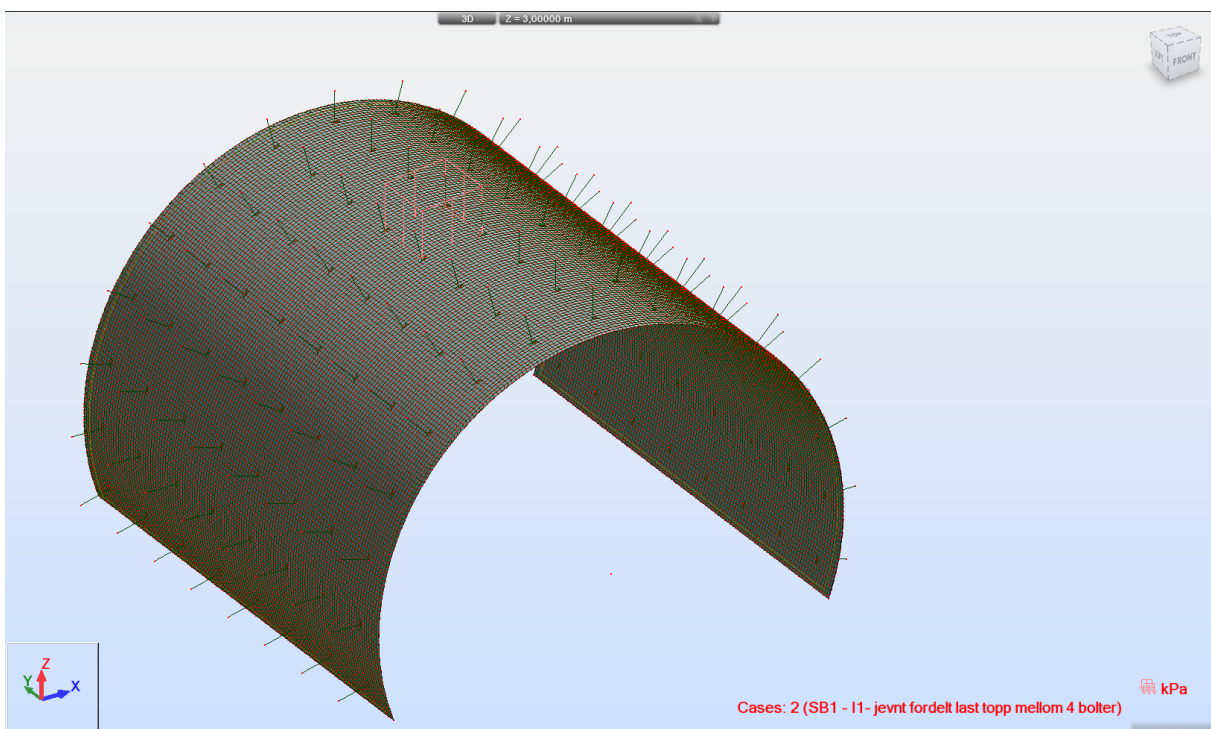 3D Z = 3,00000 m
TOP
LEFT FRONT
Z
Y X
kPa
Cases: 2 (SB1 - I1- jevnt fordelt last topp mellom 4 bolter)